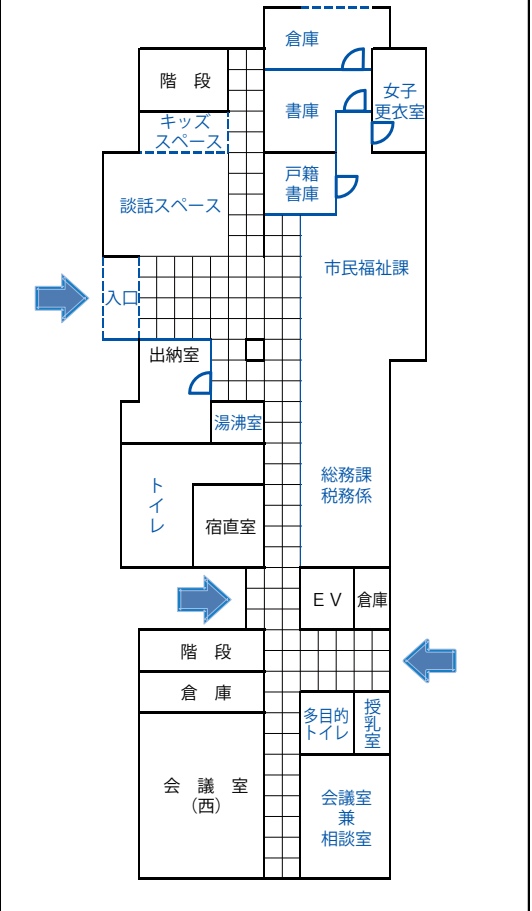 倉庫
階　段
女子
更衣室
書庫
キッズ
スペース
戸籍
書庫
談話スペース
市民福祉課
入口
出納室
湯沸室
総務課
税務係
トイレ
宿直室
ＥＶ
倉庫
階　段
倉　庫
多目的
トイレ
授乳室
会　議　室
（西）
会議室
兼
相談室